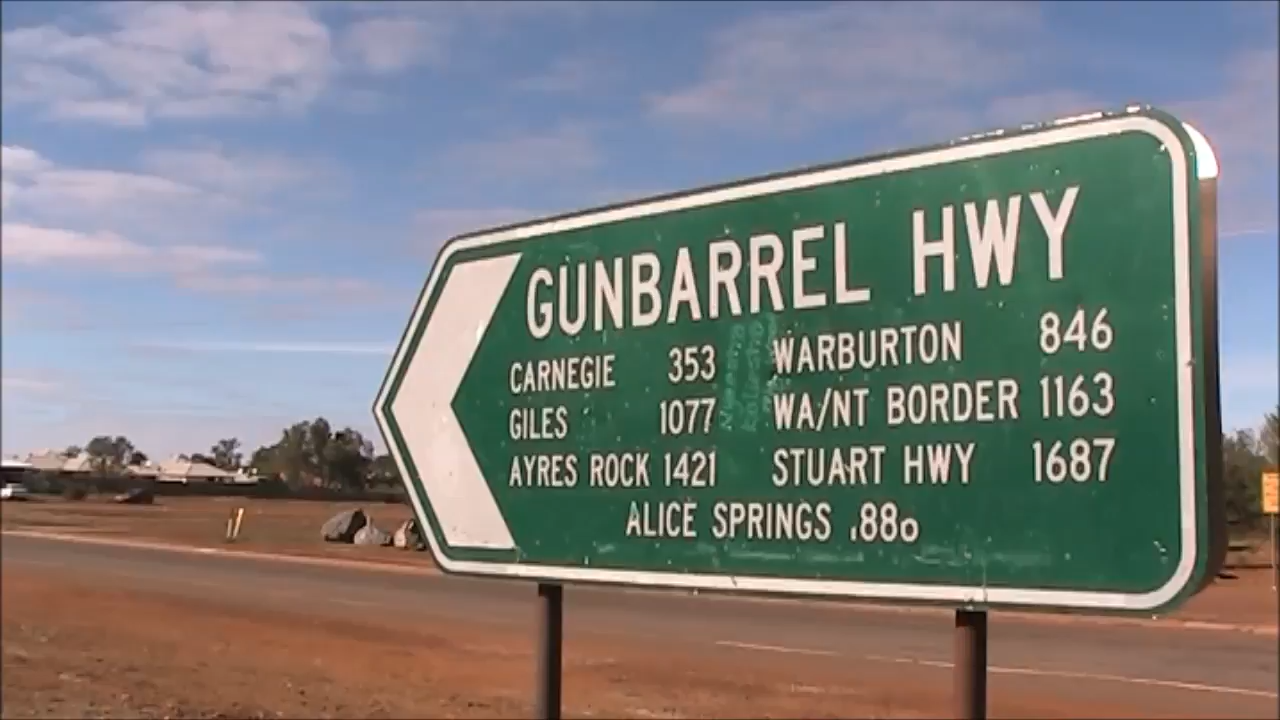 GUNBARREL HWY
CARNEGIE 353 WARBURTON 846
GILES 1077 WA/NT BORDER 1163
AYRES ROCK 1421 STUART HWY 1687
ALICE SPRINGS .88o